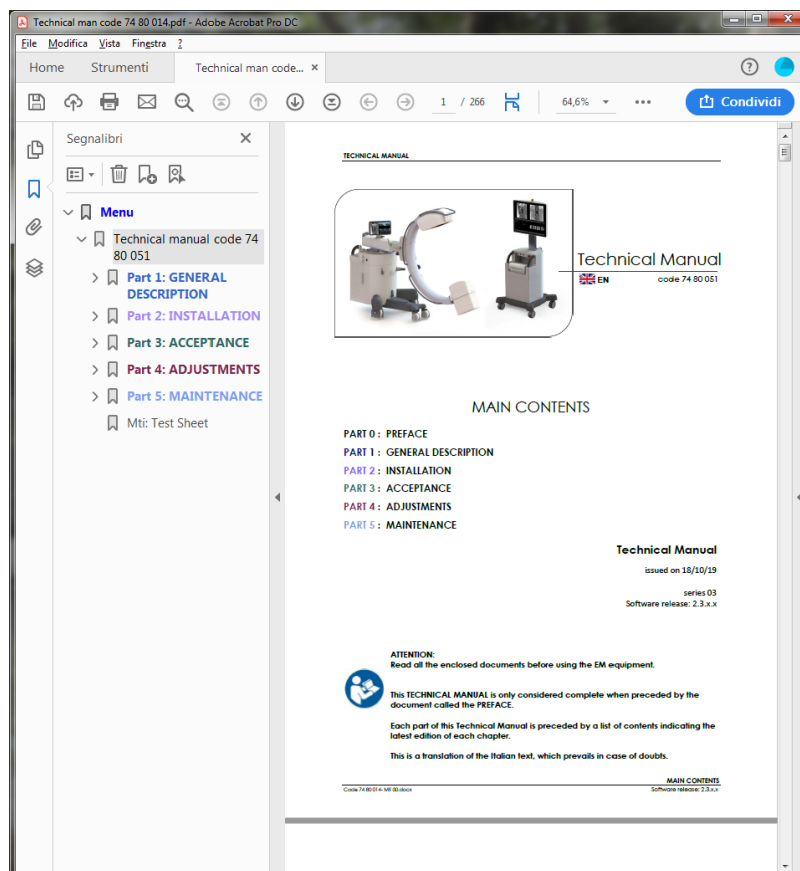 Technical man code 74 80 014.pdf - Adobe Acrobat Pro DC
File Modifica Vista Finestra ?
Home Strumenti Technical man code... ×
1 / 266 64,6% Condividi
Segnalibri
Menu
Technical manual code 74
80 051
Part 1: GENERAL
DESCRIPTION
Part 2: INSTALLATION
Part 3: ACCEPTANCE
Part 4: ADJUSTMENTS
Part 5: MAINTENANCE
Mti: Test Sheet
TECHNICAL MANUAL
Technical Manual
EN code 74 80 051
MAIN CONTENTS
PART 0 : PREFACE
PART 1 : GENERAL DESCRIPTION
PART 2 : INSTALLATION
PART 3 : ACCEPTANCE
PART 4 : ADJUSTMENTS
PART 5 : MAINTENANCE
Technical Manual
issued on 18/10/19
series 03
Software release: 2.3.x.x
ATTENTION:
Read all the enclosed documents before using the EM equipment.
This TECHNICAL MANUAL is only considered complete when preceded by the
document called the PREFACE.
Each part of this Technical Manual is preceded by a list of contents indicating the
latest edition of each chapter.
This is a translation of the Italian text, which prevails in case of doubts.
MAIN CONTENTS
Code 74 80 014- MII 00.docx Software release: 2.3.x.x